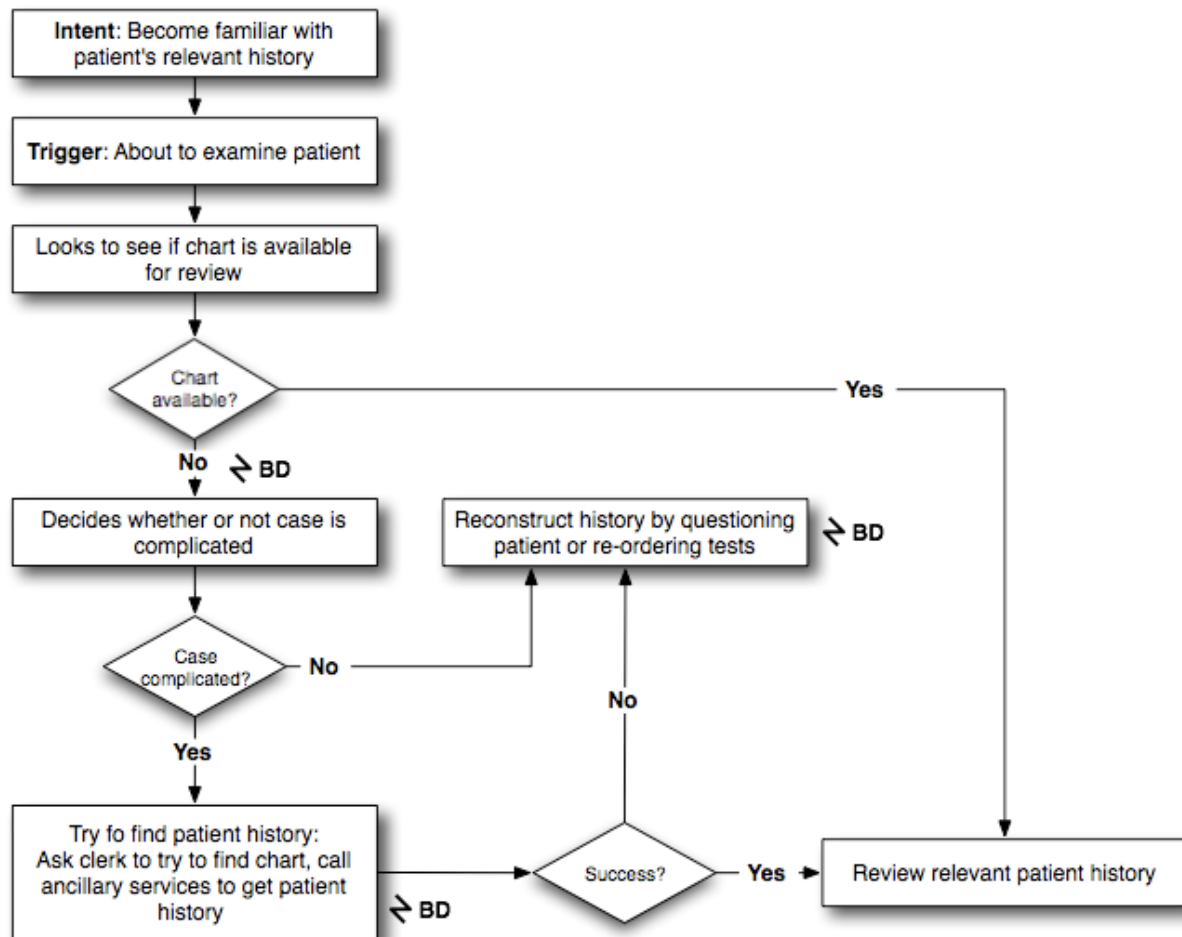 Intent: Become familiar with
patient's relevant history
Trigger: About to examine patient
Looks to see if chart is available
for review
Chart
available?
Yes
No
BD
Decides whether or not case is
complicated
Reconstruct history by questioning
patient or re-ordering tests
BD
Case
complicated?
No
No
Yes
Try fo find patient history:
Ask clerk to try to find chart, call
ancillary services to get patient
history
BD
Success?
Yes
Review relevant patient history